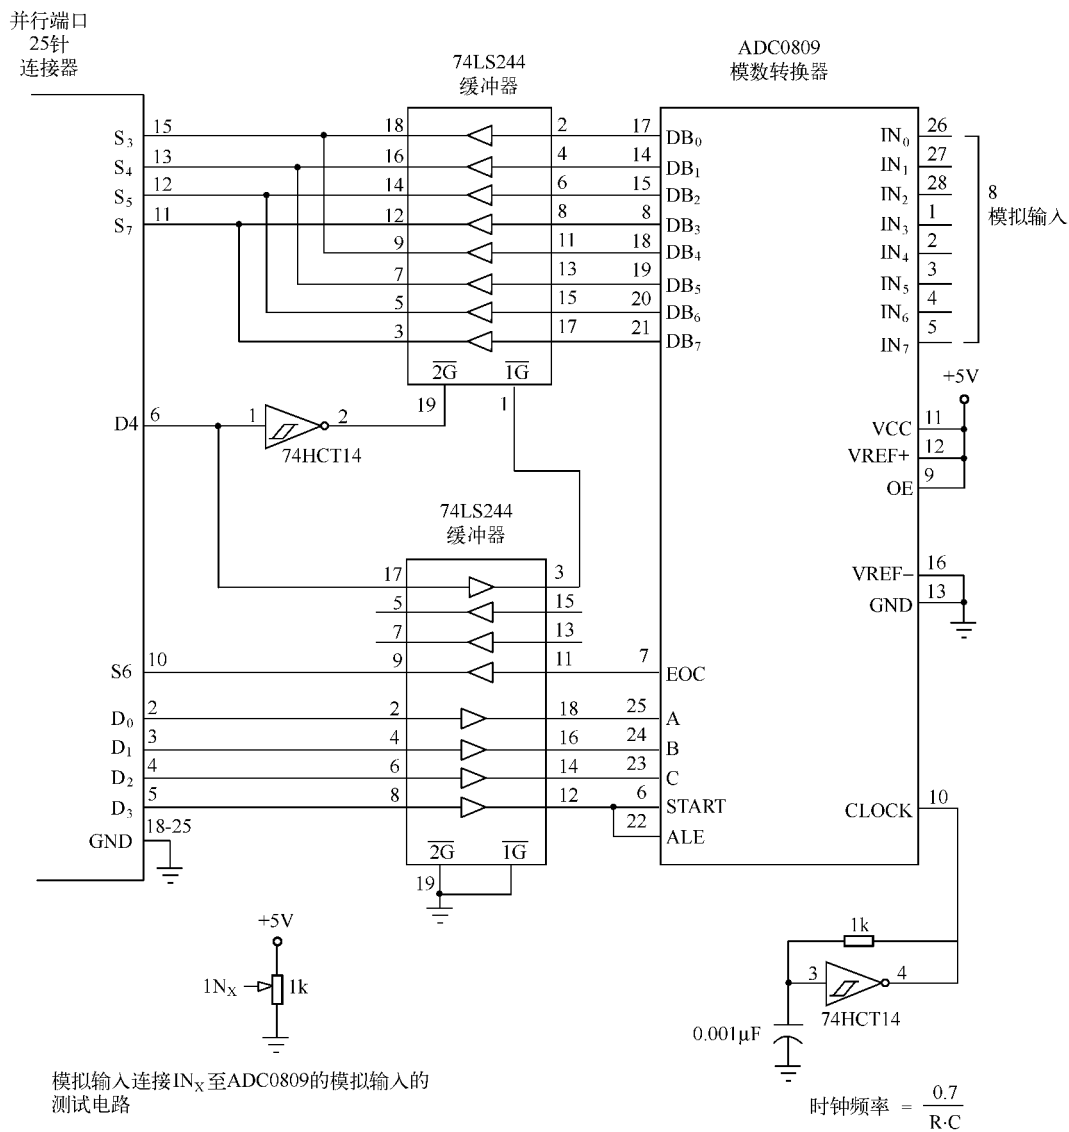 并行端口
25针
连接器
74LS244
缓冲器
ADC0809
模数转换器
S3 15 18 2 17 DB0 IN0 26
S4 13 16 4 14 DB1 IN1 27
S5 12 14 6 15 DB2 IN2 28
S7 11 12 8 8 DB3 IN3 1
9 11 18 DB4 IN4 2
7 13 19 DB5 IN5 3
5 15 20 DB6 IN6 4
3 17 21 DB7 IN7 5
8
模拟输入
2G 1G
19 1
D4 6 1 2
74HCT14
+5V
VCC 11
VREF+ 12
OE 9
VREF− 16
GND 13
74LS244
缓冲器
17 3
5 15
7 13
S6 10 9 11 7 EOC
D0 2 2 18 25 A
D1 3 4 16 24 B
D2 4 6 14 23 C
D3 5 8 12 6 START
22 ALE
GND 18-25
2G 1G
19
CLOCK 10
1k
3 4
74HCT14
0.001μF
+5V
1NX 1k
模拟输入连接INX至ADC0809的模拟输入的
测试电路
时钟频率 = 0.7
R·C